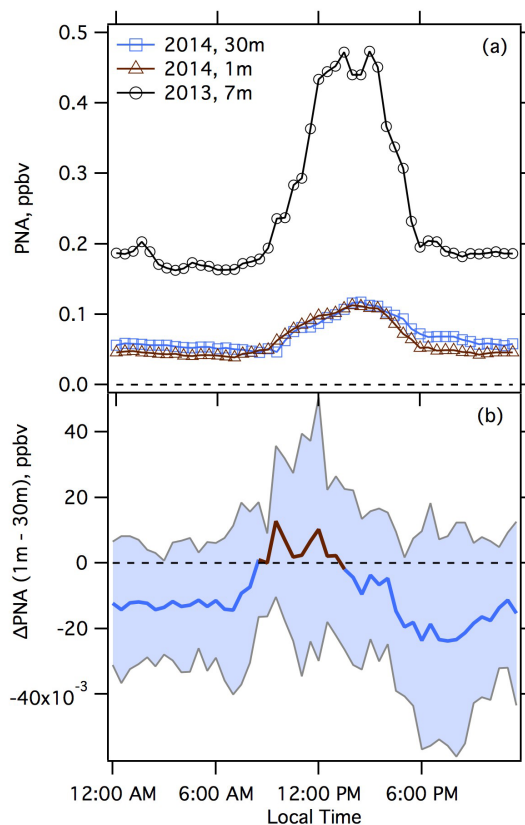 0.5
(a)
2014, 30m
2014, 1m
0.4
2013, 7m
PNA, ppbv
0.3
0.2
0.1
0.0
(b)
40
ΔPNA (1m - 30m), ppbv
20
0
-20
-40x10-3
12:00 AM 6:00 AM 12:00 PM 6:00 PM
Local Time